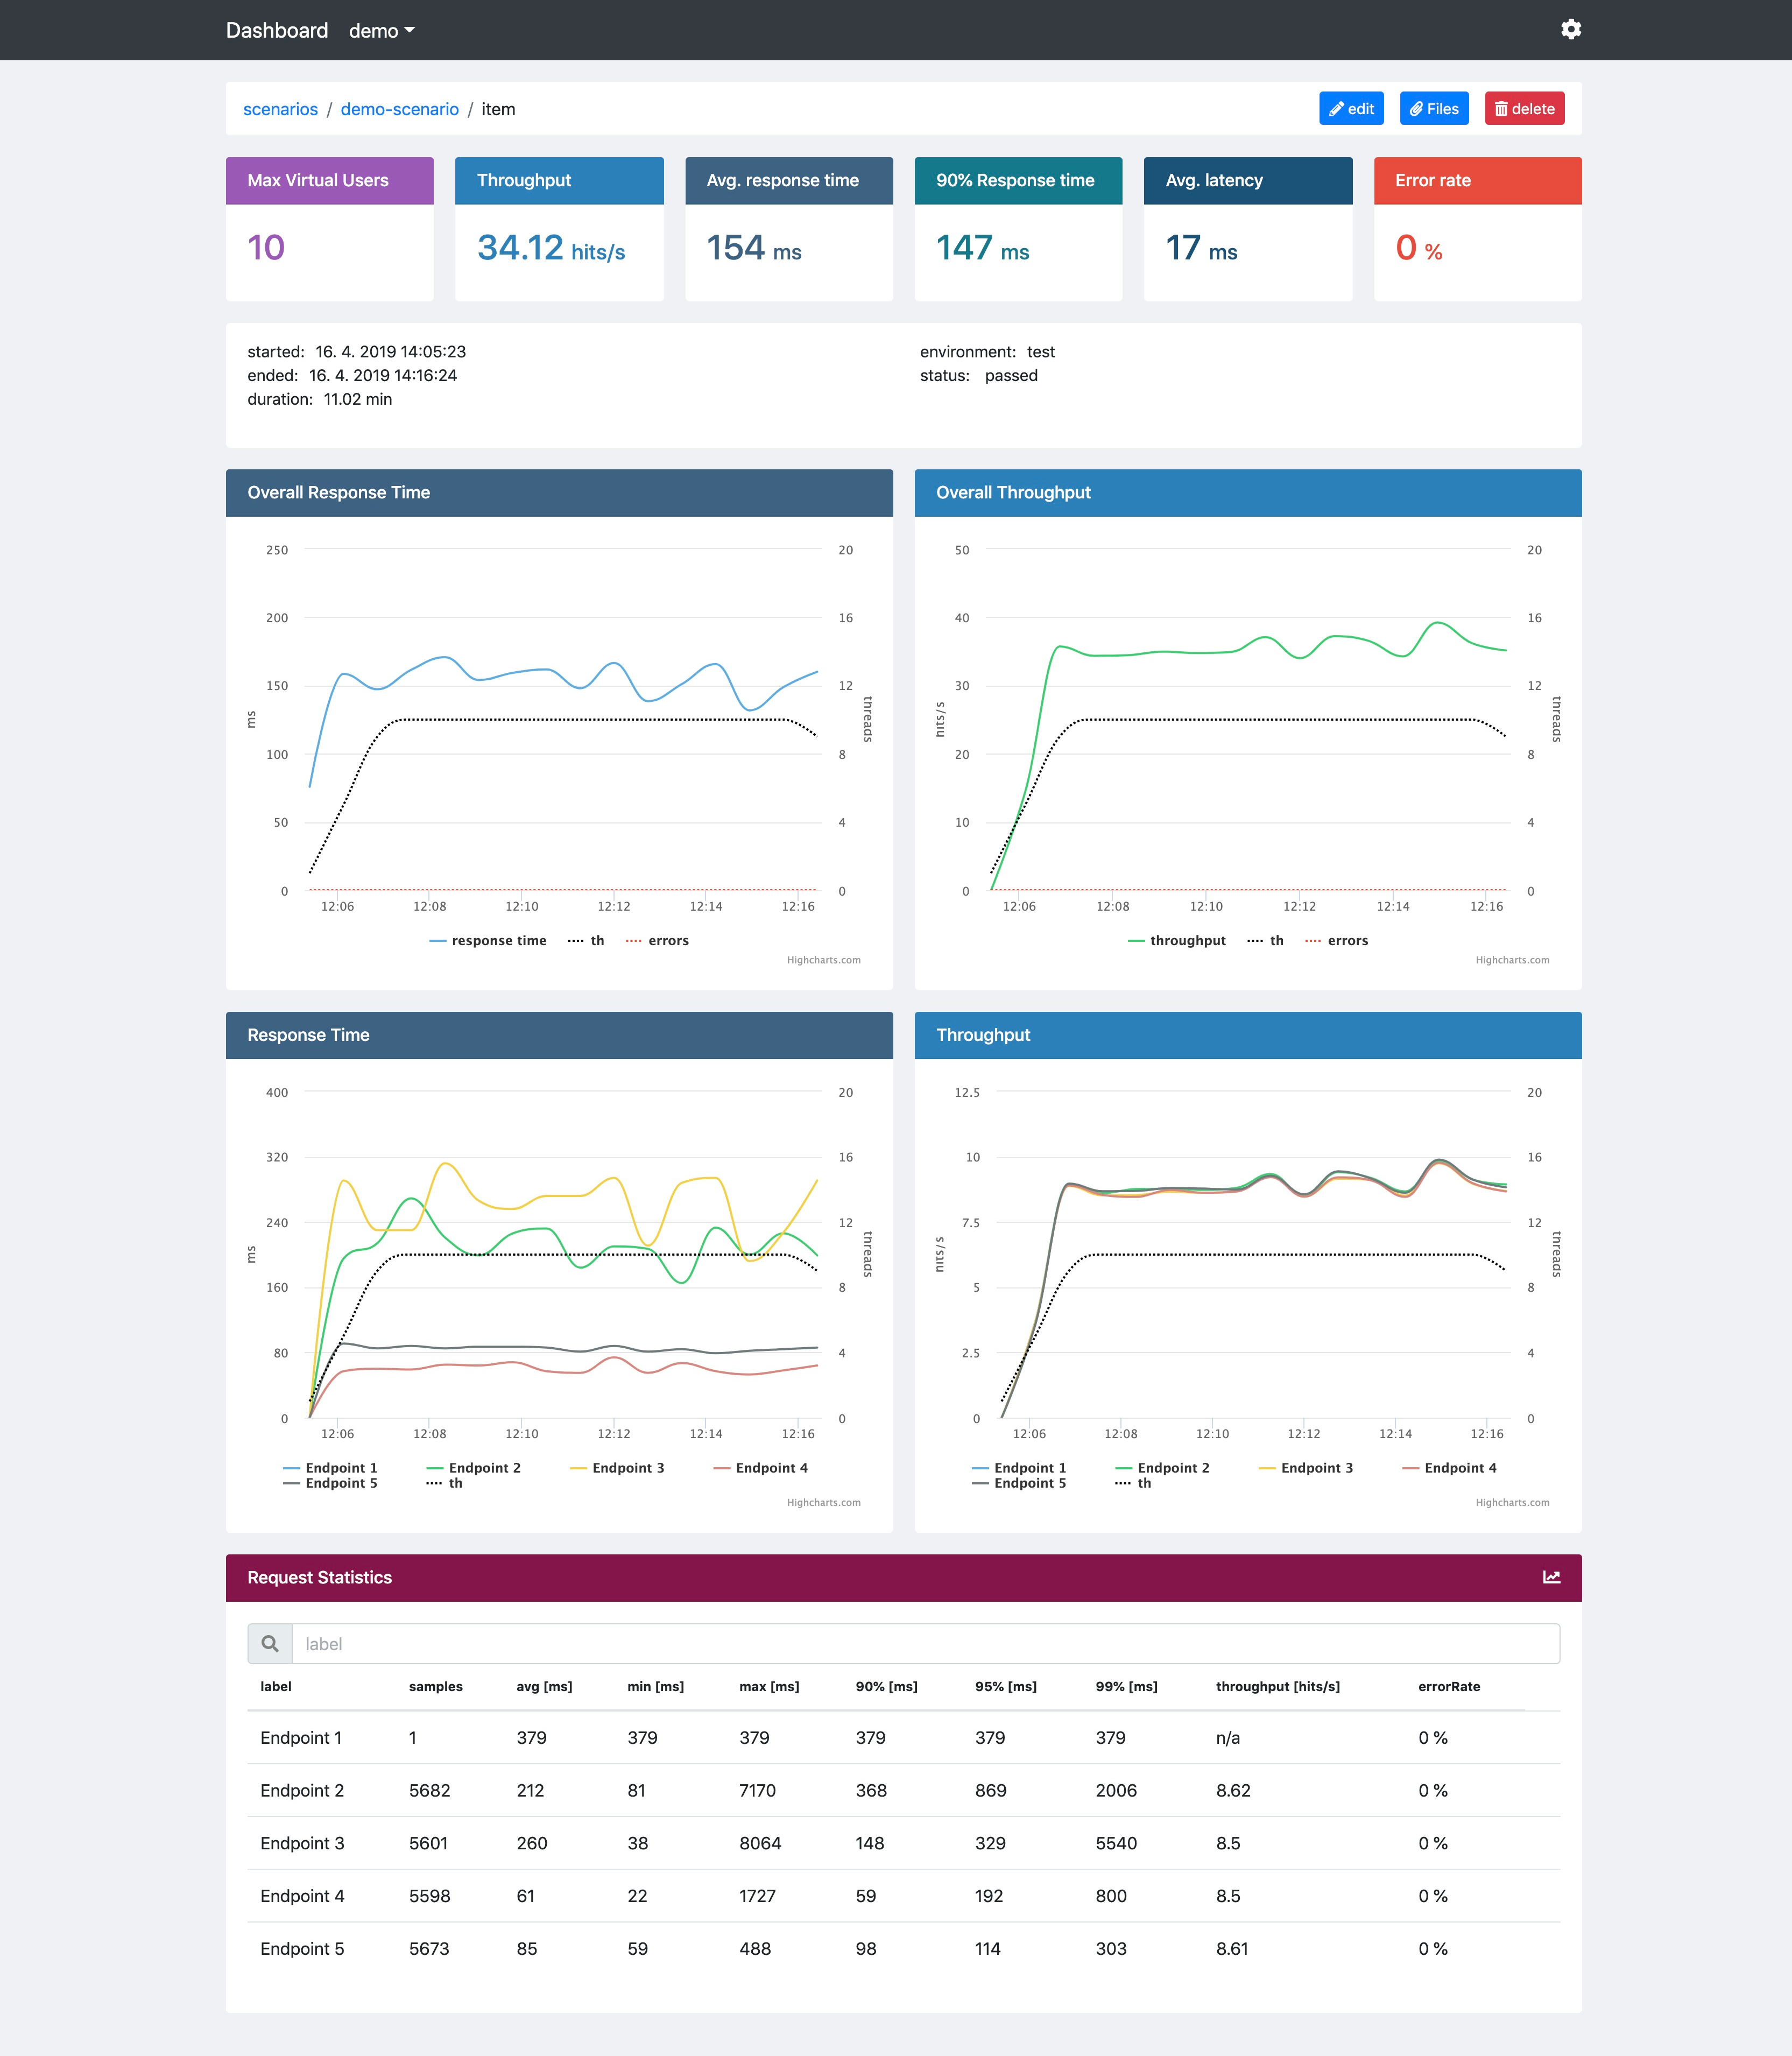 Dashboard demo
scenarios / demo-scenario / item
edit
Files
delete
Max Virtual Users
10
Throughput
34.12 hits/s
Avg. response time
154 ms
90% Response time
147 ms
Avg. latency
17 ms
Error rate
0 %
started: 16. 4. 2019 14:05:23
ended: 16. 4. 2019 14:16:24
duration: 11.02 min
environment: test
status: passed
Overall Response Time
250
200
150
100
50
0
ms
20
16
12
8
4
0
threads
12:06 12:08 12:10 12:12 12:14 12:16
response time th errors
Highcharts.com
Overall Throughput
50
40
30
20
10
0
hits/s
20
16
12
8
4
0
threads
12:06 12:08 12:10 12:12 12:14 12:16
throughput th errors
Highcharts.com
Response Time
400
320
240
160
80
0
ms
20
16
12
8
4
0
threads
12:06 12:08 12:10 12:12 12:14 12:16
Endpoint 1 Endpoint 2 Endpoint 3 Endpoint 4
Endpoint 5 th
Highcharts.com
Throughput
12.5
10
7.5
5
2.5
0
hits/s
20
16
12
8
4
0
threads
12:06 12:08 12:10 12:12 12:14 12:16
Endpoint 1 Endpoint 2 Endpoint 3 Endpoint 4
Endpoint 5 th
Highcharts.com
Request Statistics
label
label samples avg [ms] min [ms] max [ms] 90% [ms] 95% [ms] 99% [ms] throughput [hits/s] errorRate
Endpoint 1 1 379 379 379 379 379 379 n/a 0 %
Endpoint 2 5682 212 81 7170 368 869 2006 8.62 0 %
Endpoint 3 5601 260 38 8064 148 329 5540 8.5 0 %
Endpoint 4 5598 61 22 1727 59 192 800 8.5 0 %
Endpoint 5 5673 85 59 488 98 114 303 8.61 0 %